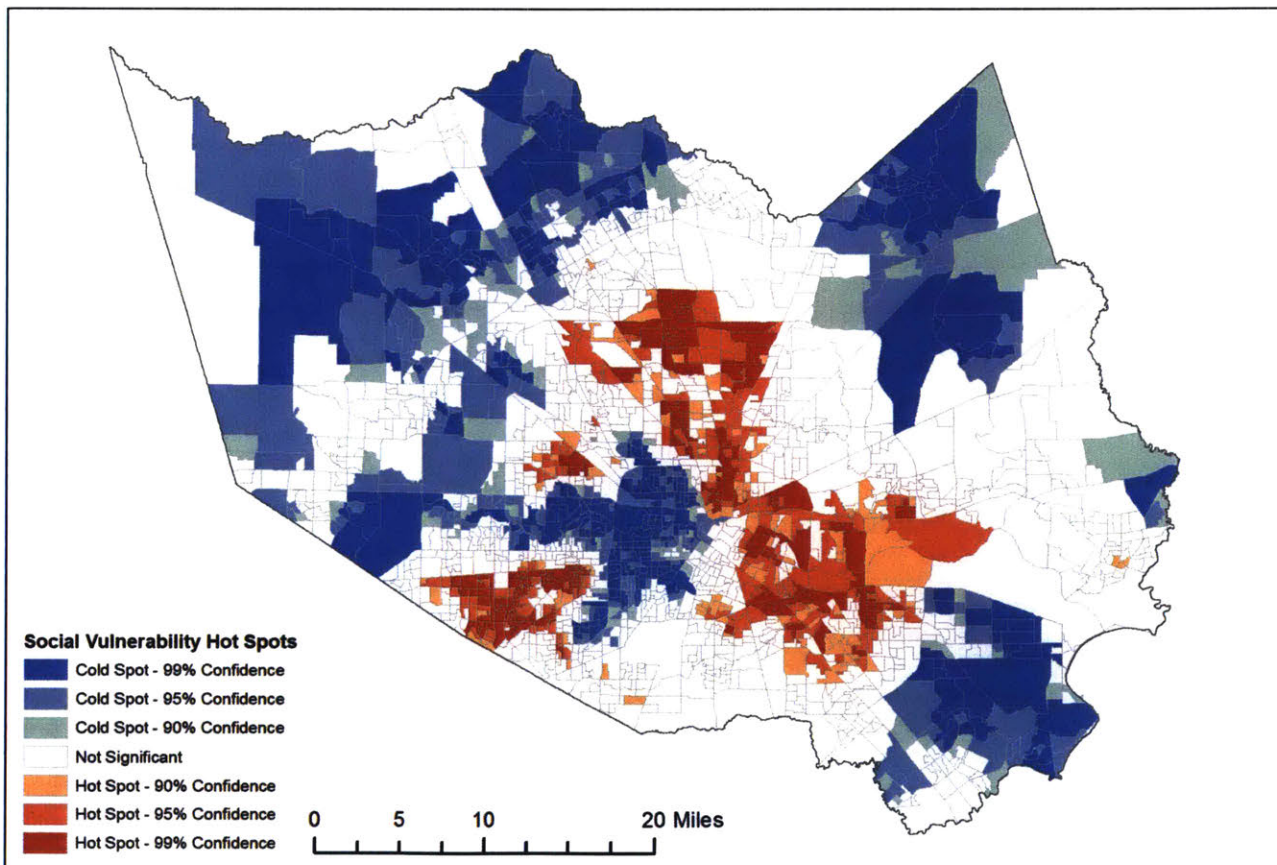 Social Vulnerability Hot Spots
Cold Spot - 99% Confidence
Cold Spot - 95% Confidence
Cold Spot - 90% Confidence
Not Significant
Hot Spot - 90% Confidence
Hot Spot - 95% Confidence
Hot Spot - 99% Confidence
0 5 10 20 Miles